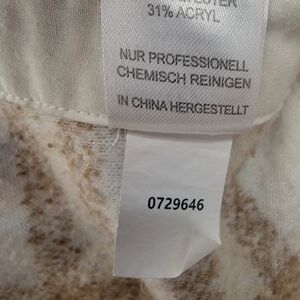 31% ACRYL
NUR PROFESSIONELL
CHEMISCH REINIGEN
IN CHINA HERGESTELLT
0729646